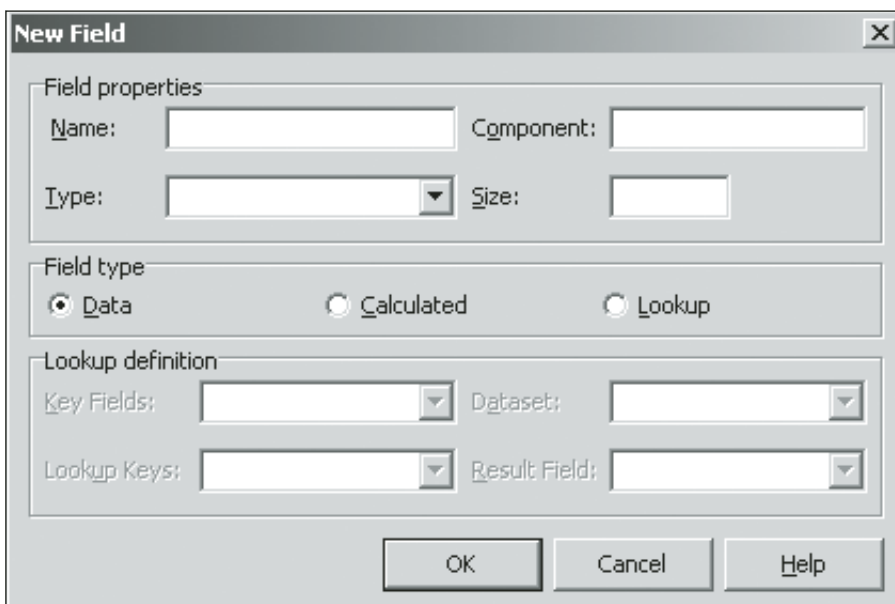 New Field
Field properties
Name:
Component:
Type:
Size:
Field type
Data
Calculated
Lookup
Lookup definition
Key Fields:
Dataset:
Lookup Keys:
Result Field:
OK
Cancel
Help